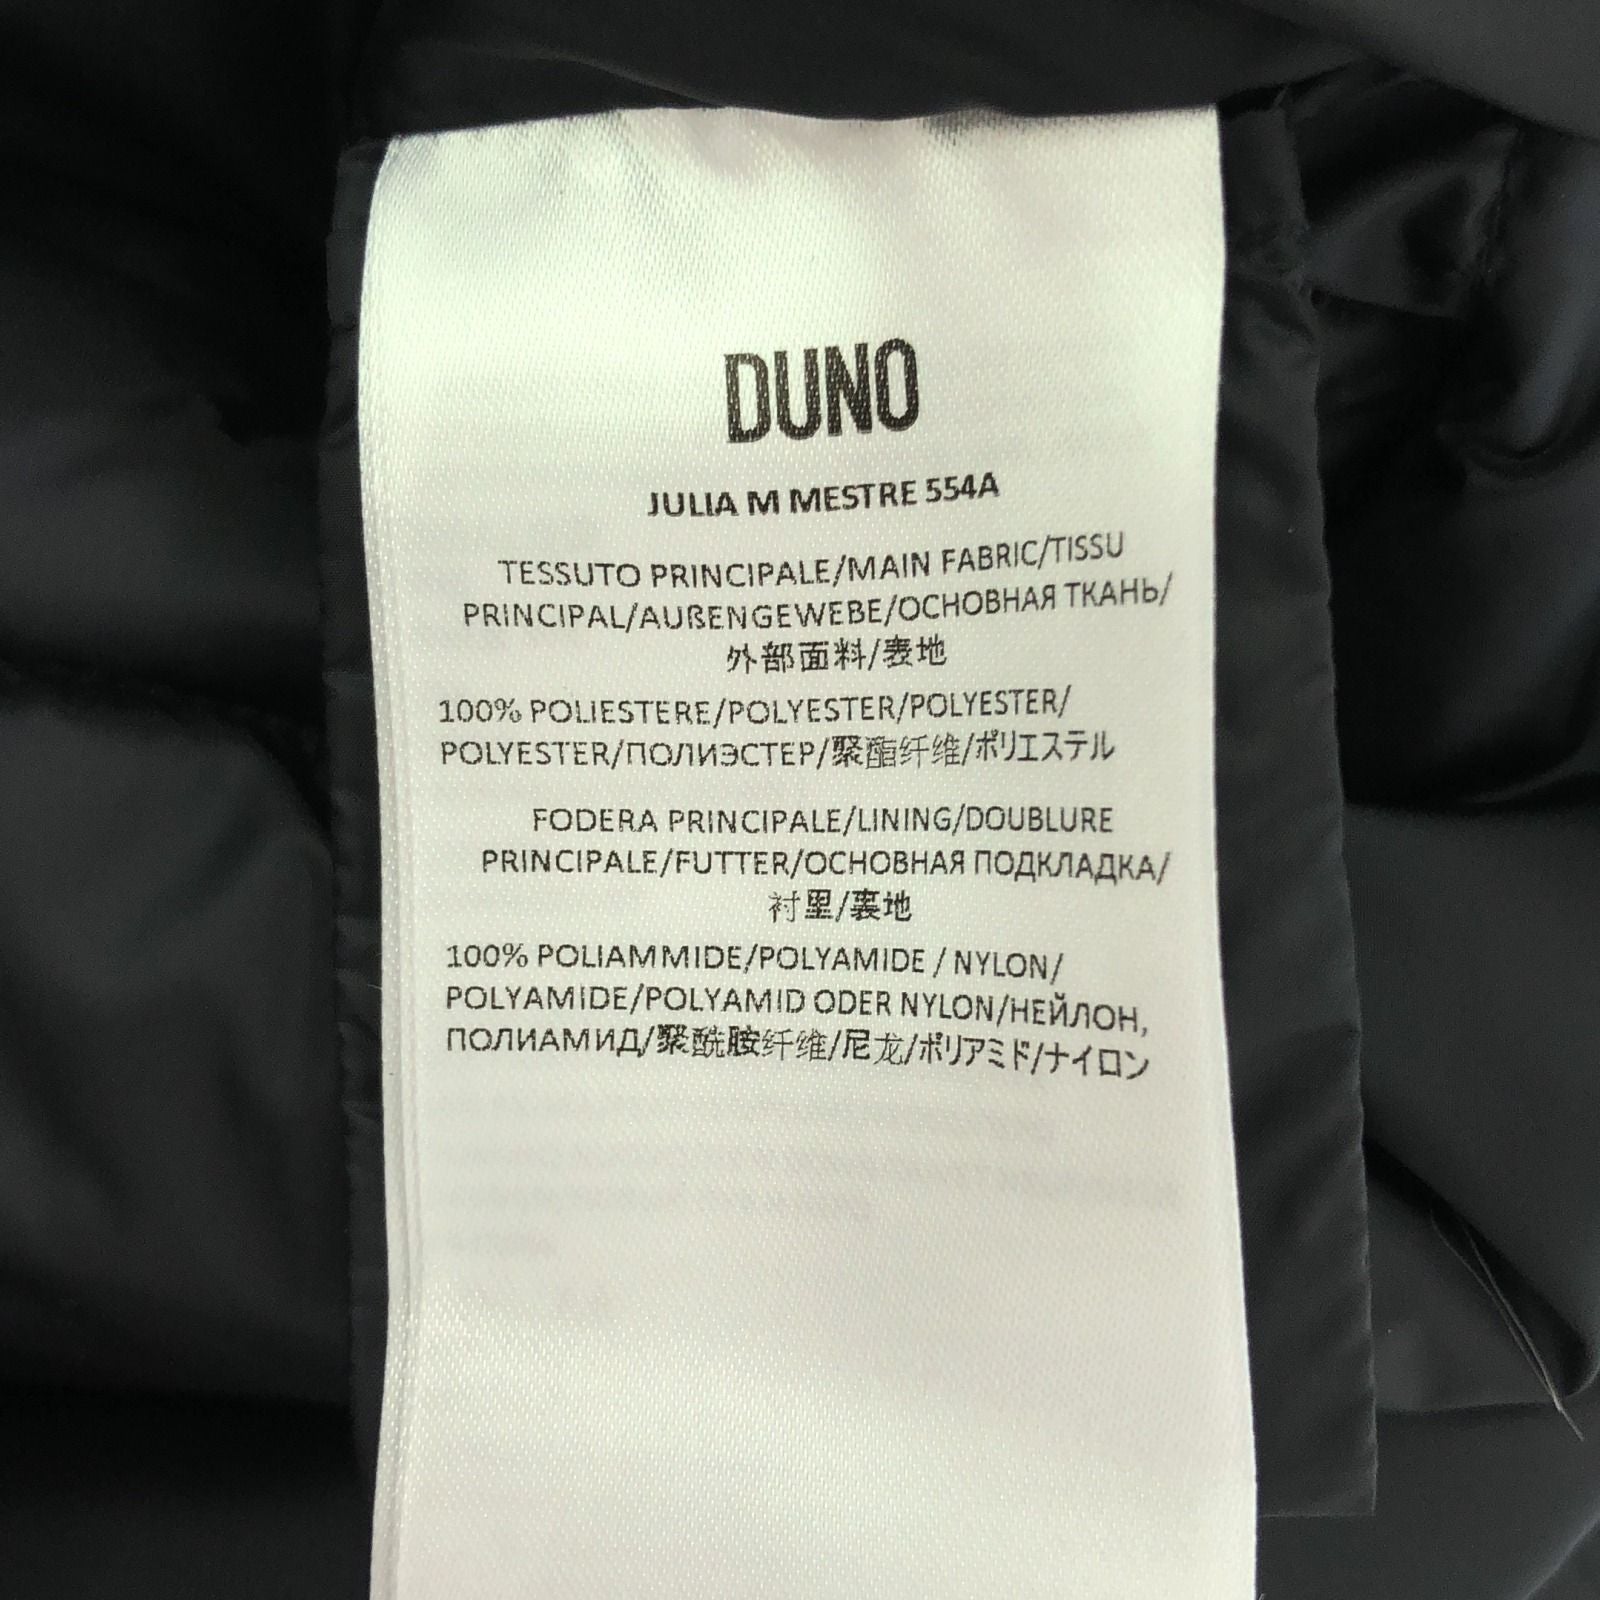 DUNO
JULIA M MESTRE 554A
TESSUTO PRINCIPALE/MAIN FABRIC/TISSU
PRINCIPAL/AUßENGEWEBE/ОСНОВНАЯ ТКАНЬ/
外部面料/表地
100% POLIESTERE/POLYESTER/POLYESTER/
POLYESTER/ПОЛИЭСТЕР/聚酯纤维/ポリエステル
FODERA PRINCIPALE/LINING/DOUBLURE
PRINCIPALE/FUTTER/ОСНОВНАЯ ПОДКЛАДКА/
衬里/裏地
100% POLIAMMIDE/POLYAMIDE / NYLON/
POLYAMIDE/POLYAMID ODER NYLON/НЕЙЛОН,
ПОЛИАМИД/聚酰胺纤维/尼龙/ポリアミド/ナイロン